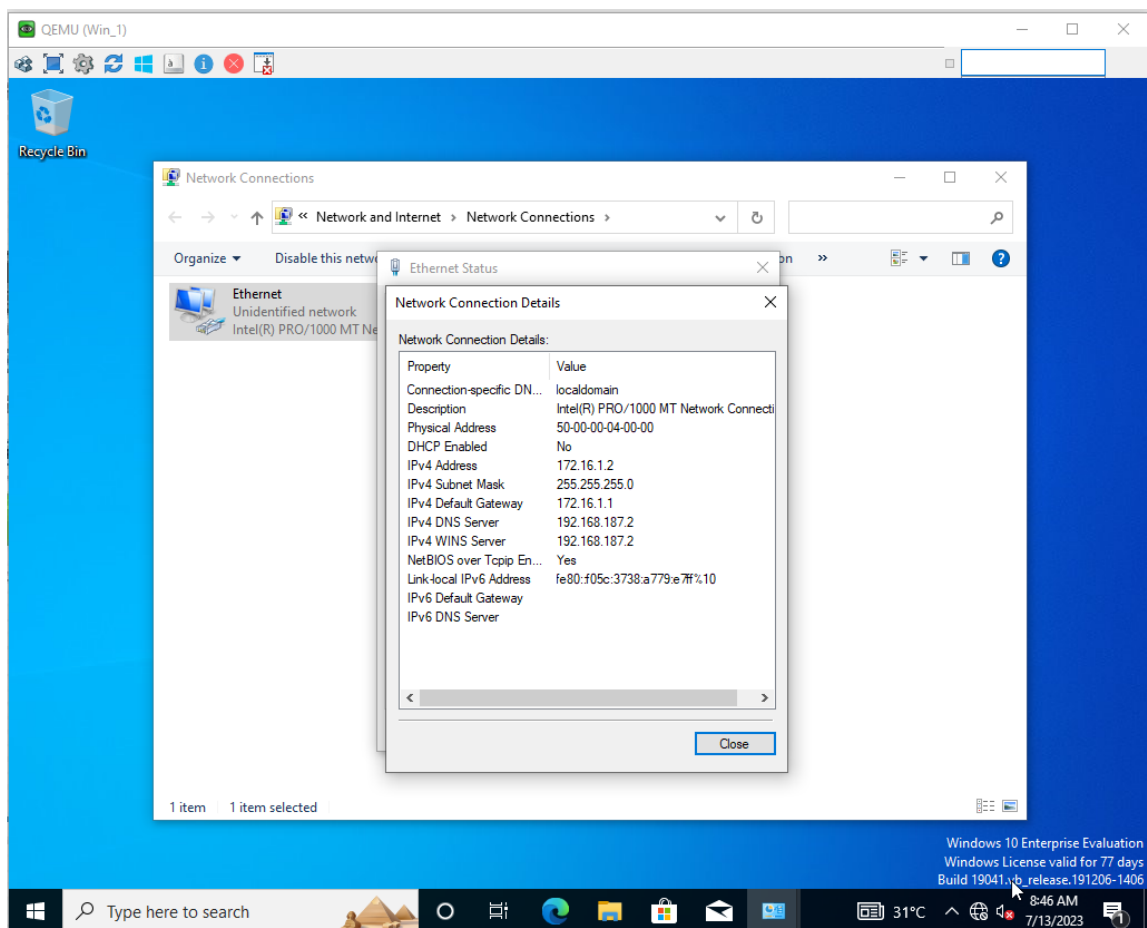 QEMU (Win_1)
Recycle Bin
Network Connections
« Network and Internet › Network Connections ›
Organize Disable this netw on »
Ethernet
Unidentified network
Intel(R) PRO/1000 MT Ne
Ethernet Status
Network Connection Details
Network Connection Details:
Property Value
Connection-specific DN... localdomain
Description Intel(R) PRO/1000 MT Network Connecti
Physical Address 50-00-00-04-00-00
DHCP Enabled No
IPv4 Address 172.16.1.2
IPv4 Subnet Mask 255.255.255.0
IPv4 Default Gateway 172.16.1.1
IPv4 DNS Server 192.168.187.2
IPv4 WINS Server 192.168.187.2
NetBIOS over Tcpip En... Yes
Link-local IPv6 Address fe80::f05c:3738:a779:e7ff%10
IPv6 Default Gateway
IPv6 DNS Server
Close
1 item 1 item selected
Windows 10 Enterprise Evaluation
Windows License valid for 77 days
Build 19041.vb_release.191206-1406
Type here to search
31°C
8:46 AM
7/13/2023
1